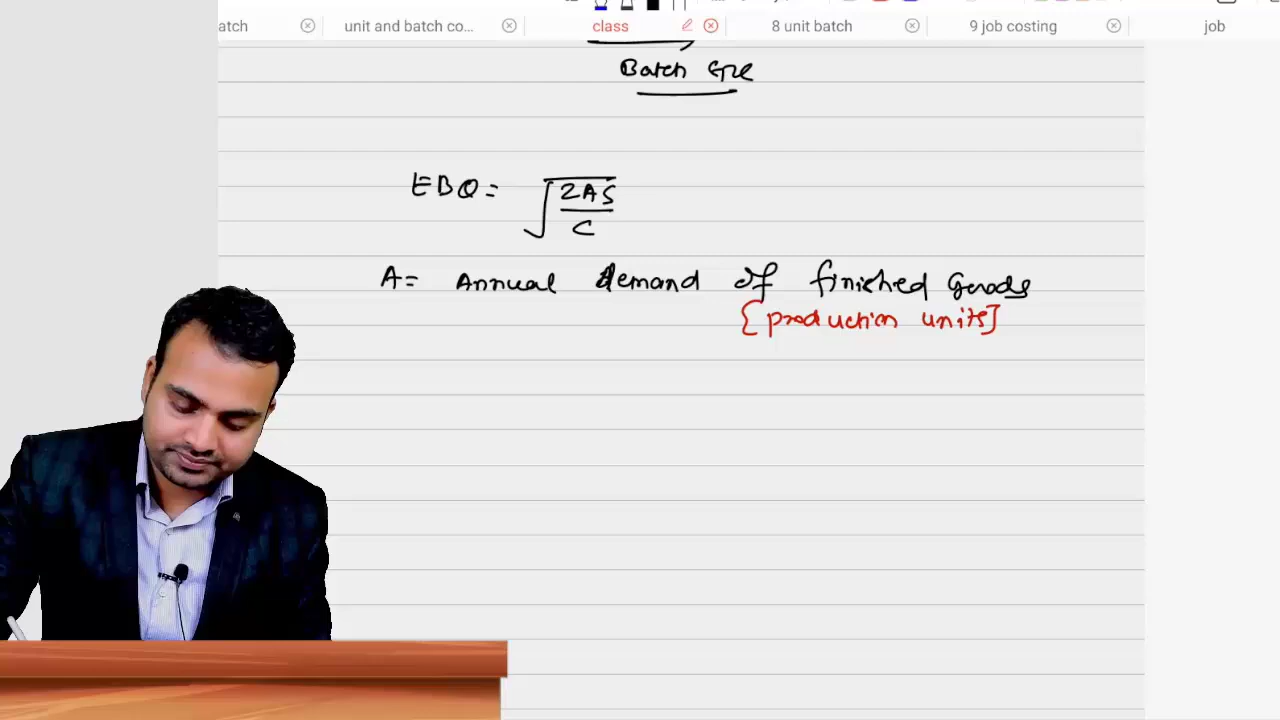 atch
unit and batch co...
class
8 unit batch
9 job costing
job
Batch size
EBQ = √2AS/C
A = Annual demand of finished Goods
[production units]